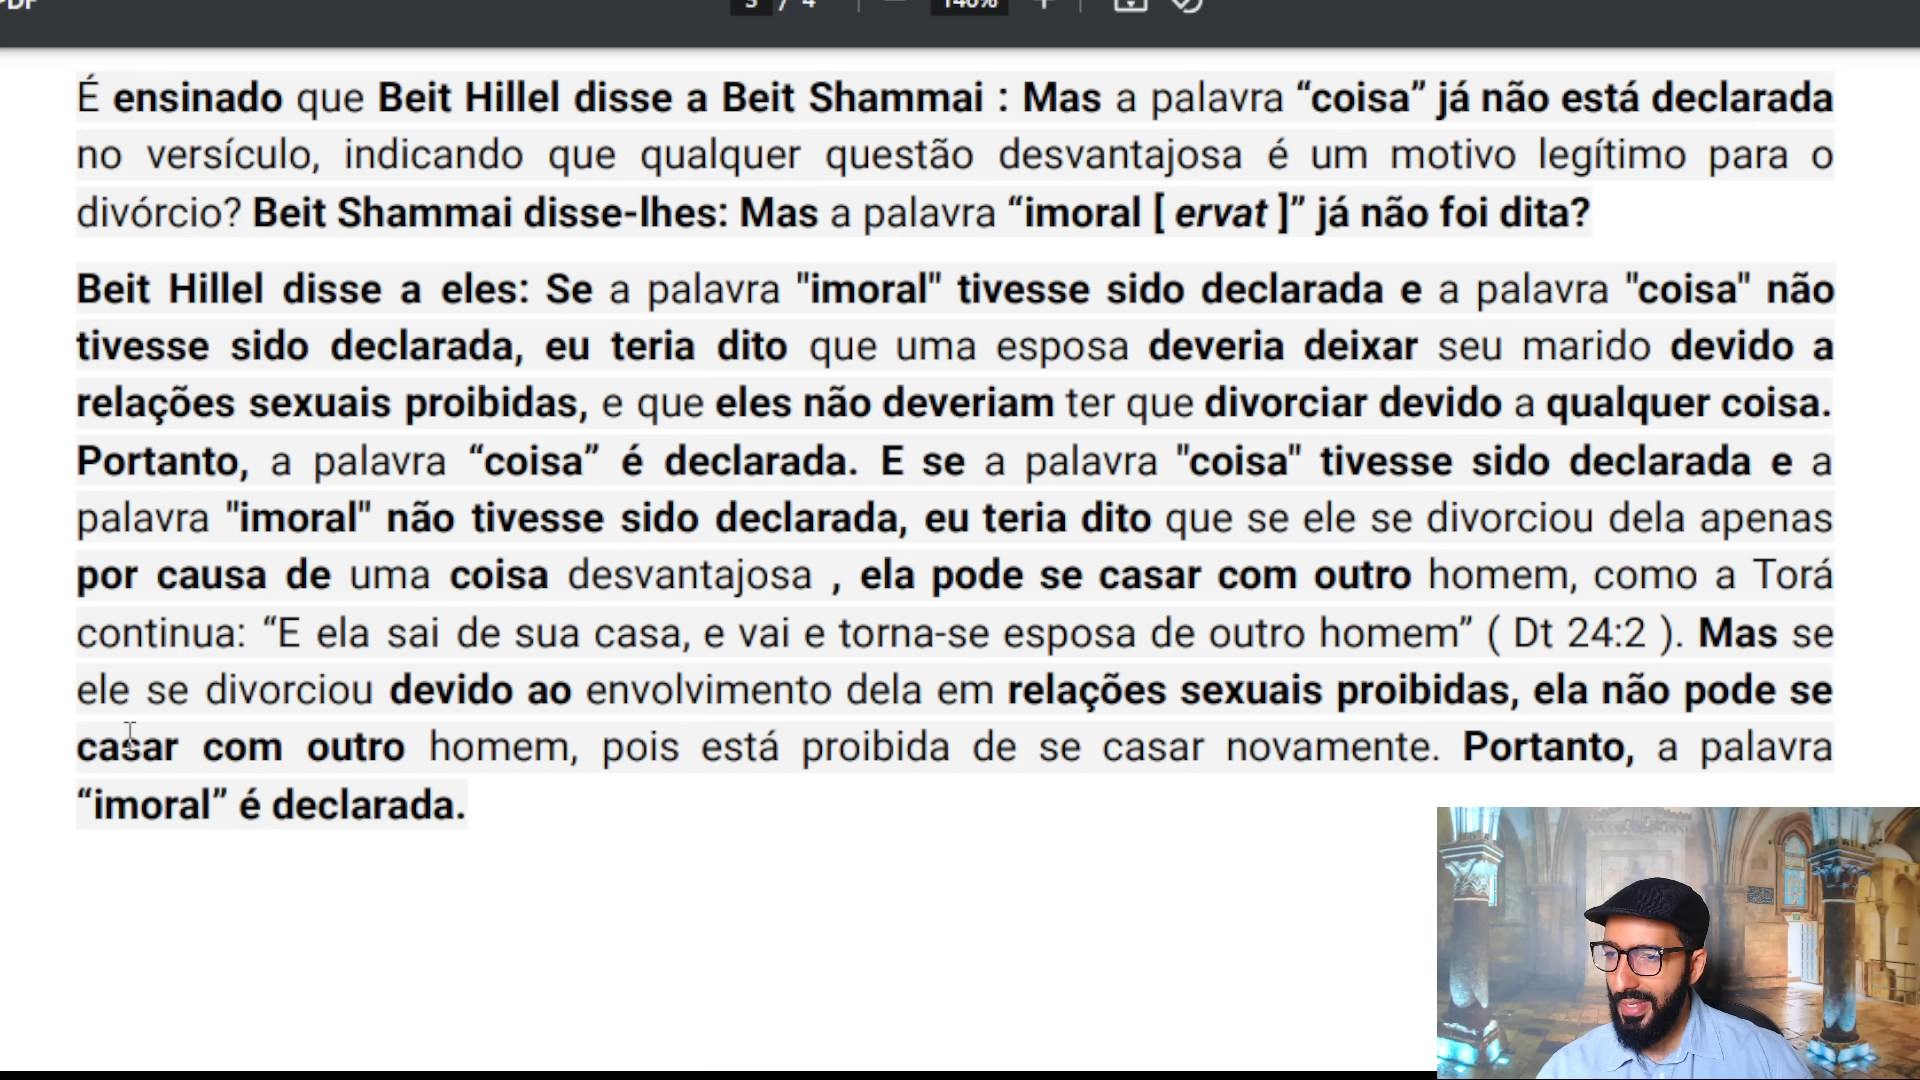 PDF
3 / 4 140%
É ensinado que Beit Hillel disse a Beit Shammai : Mas a palavra “coisa” já não está declarada
no versículo, indicando que qualquer questão desvantajosa é um motivo legítimo para o
divórcio? Beit Shammai disse-lhes: Mas a palavra “imoral [ ervat ]” já não foi dita?
Beit Hillel disse a eles: Se a palavra "imoral" tivesse sido declarada e a palavra "coisa" não
tivesse sido declarada, eu teria dito que uma esposa deveria deixar seu marido devido a
relações sexuais proibidas, e que eles não deveriam ter que divorciar devido a qualquer coisa.
Portanto, a palavra “coisa” é declarada. E se a palavra "coisa" tivesse sido declarada e a
palavra "imoral" não tivesse sido declarada, eu teria dito que se ele se divorciou dela apenas
por causa de uma coisa desvantajosa , ela pode se casar com outro homem, como a Torá
continua: “E ela sai de sua casa, e vai e torna-se esposa de outro homem” ( Dt 24:2 ). Mas se
ele se divorciou devido ao envolvimento dela em relações sexuais proibidas, ela não pode se
casar com outro homem, pois está proibida de se casar novamente. Portanto, a palavra
“imoral” é declarada.